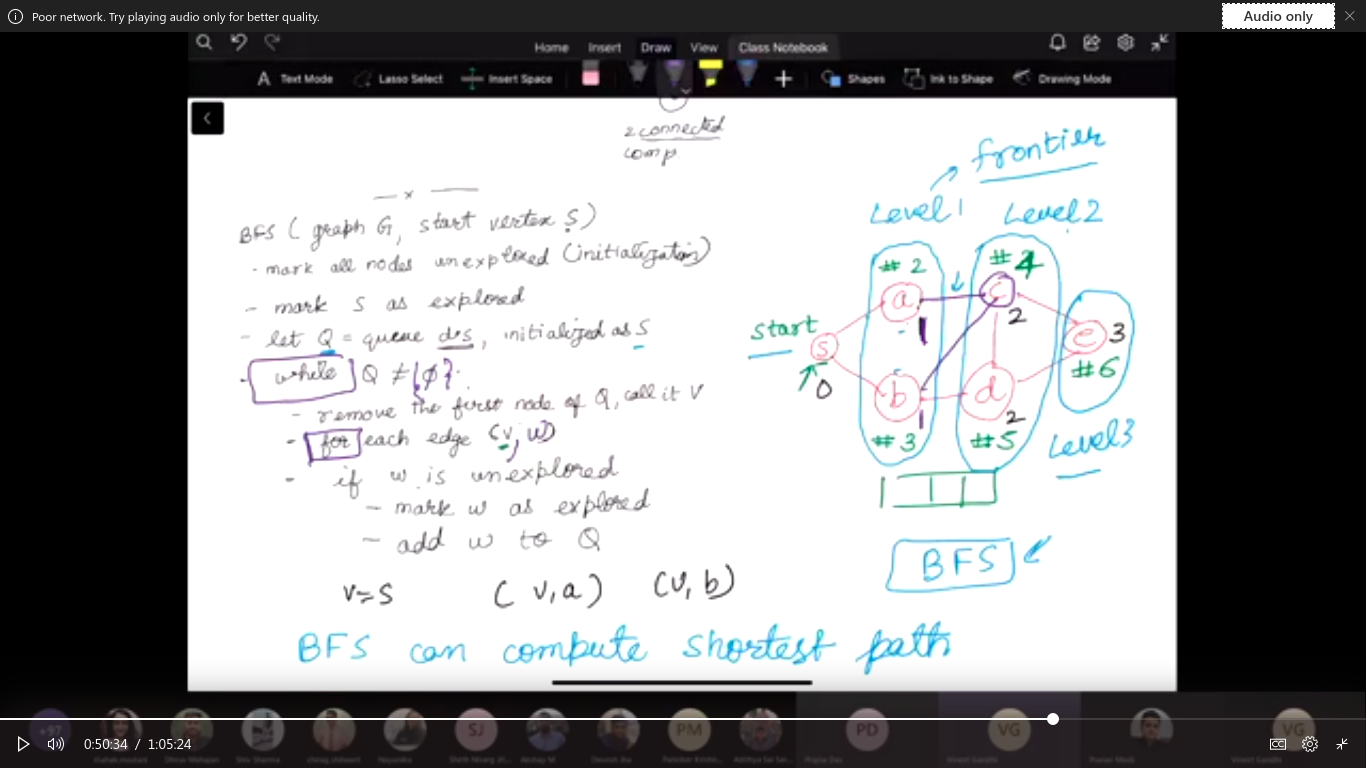 Poor network. Try playing audio only for better quality.
Audio only
Home Insert Draw View Class Notebook
Text Mode Lasso Select Insert Space Shapes Ink to Shape Drawing Mode
2 connected
comp
BFS ( graph G, start vertex S )
- mark all nodes unexplored (initialization)
- mark S as explored
- let Q = queue d·s, initialized as S
- while Q ≠ {φ}
- remove the first node of Q, call it V
- for each edge (v, w)
- if w is unexplored
- mark w as explored
- add w to Q
V=S (V,a) (V,b)
BFS can compute shortest path
frontier
Level 1 Level 2
#2 #4
a c
1 2
start
s e 3
0 #6
b d
1 2
#3 #5
Level 3
BFS
+97 SJ PM PD VG VG
0:50:34 / 1:05:24
CC